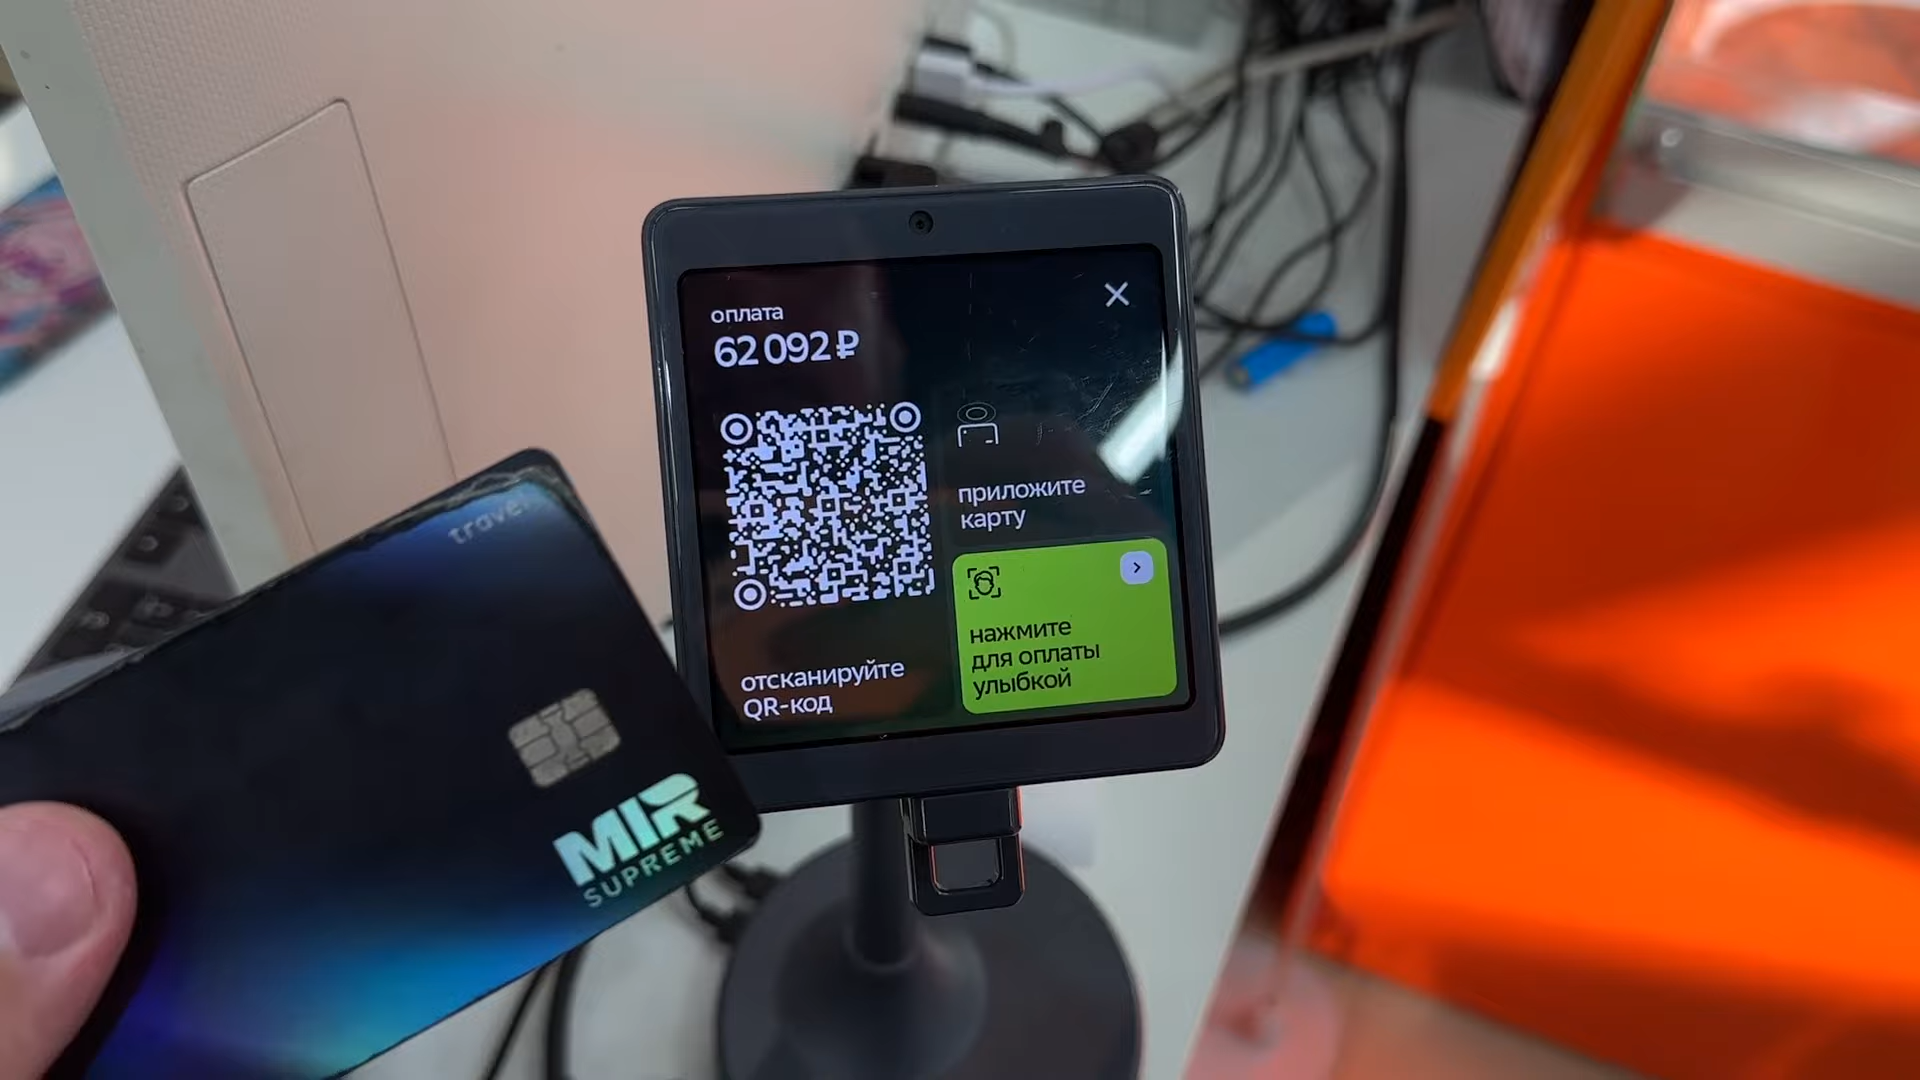 оплата
62 092 ₽
приложите
карту
нажмите
для оплаты
улыбкой
отсканируйте
QR-код
travel
MIR
SUPREME